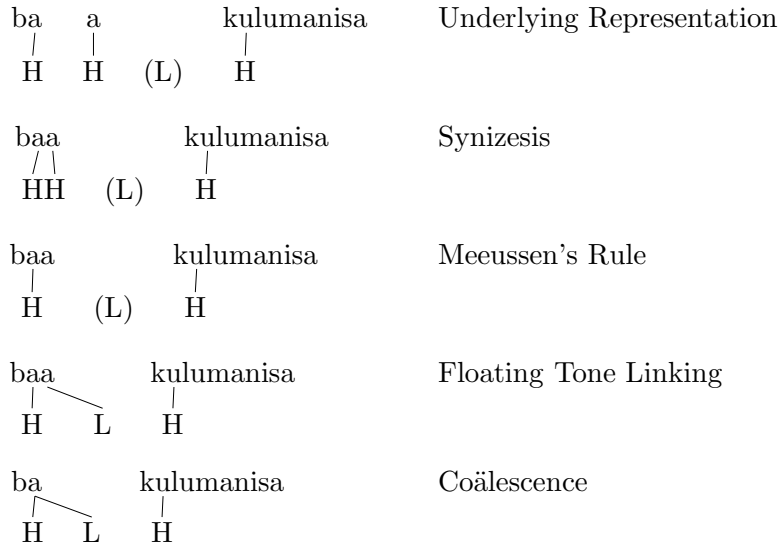 ba a kulumanisa Underlying Representation
H H (L) H
baa kulumanisa Synizesis
HH (L) H
baa kulumanisa Meeussen's Rule
H (L) H
baa kulumanisa Floating Tone Linking
H L H
ba kulumanisa Coälescence
H L H